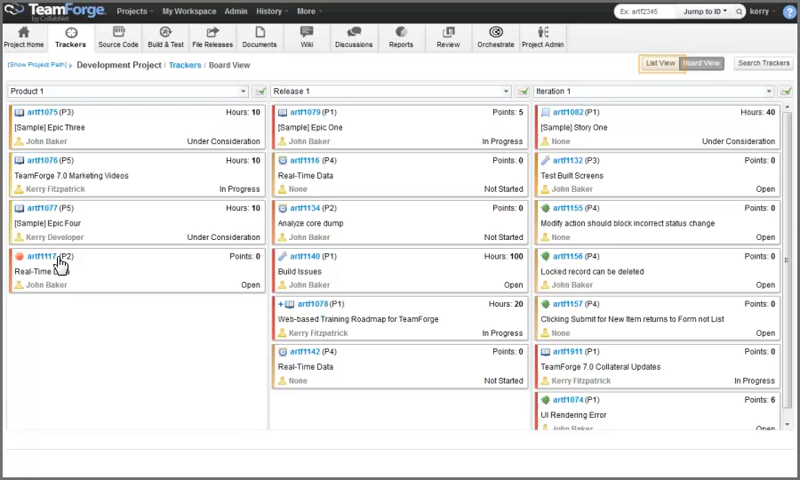 TeamForge
by CollabNet
Projects
My Workspace
Admin
History
More
Ex: artf2345
Jump to ID
kerry
?
Project Home
Trackers
Source Code
Build & Test
File Releases
Documents
Wiki
Discussions
Reports
Review
Orchestrate
Project Admin
[Show Project Path]
Development Project / Trackers / Board View
List View
Board View
Search Trackers
Product 1
artf1075 (P3) Hours: 10
[Sample] Epic Three
John Baker Under Consideration
artf1076 (P5) Hours: 10
TeamForge 7.0 Marketing Videos
Kerry Fitzpatrick In Progress
artf1077 (P5) Hours: 10
[Sample] Epic Four
Kerry Developer Under Consideration
artf1117 (P2) Points: 0
Real-Time
John Baker Open
Release 1
artf1079 (P1) Points: 5
[Sample] Epic One
John Baker In Progress
artf1116 (P4) Points: 0
Real-Time Data
None Not Started
artf1134 (P2) Points: 0
Analyze core dump
John Baker Not Started
artf1140 (P1) Hours: 100
Build Issues
John Baker Open
+ artf1078 (P1) Hours: 20
Web-based Training Roadmap for TeamForge
Kerry Fitzpatrick In Progress
artf1142 (P4) Points: 0
Real-Time Data
None Not Started
Iteration 1
artf1082 (P1) Hours: 40
[Sample] Story One
None Under Consideration
artf1132 (P3) Points: 0
Test Built Screens
John Baker Open
artf1155 (P4) Points: 0
Modify action should block incorrect status change
None Open
artf1156 (P4) Points: 0
Locked record can be deleted
John Baker Open
artf1157 (P4) Points: 0
Clicking Submit for New Item returns to Form not List
None Open
artf1911 (P1) Points: 0
TeamForge 7.0 Collateral Updates
Kerry Fitzpatrick In Progress
artf1074 (P1) Points: 6
UI Rendering Error
John Baker Open